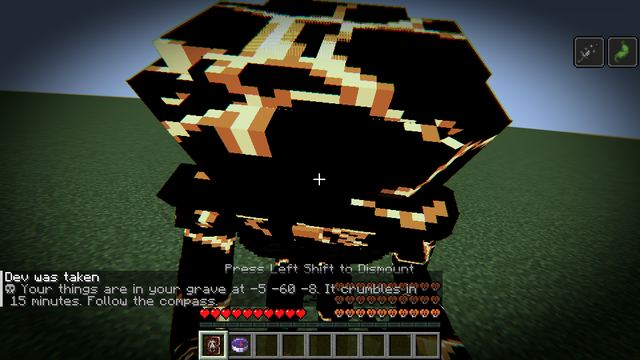 Press Left Shift to Dismount
Dev was taken
Your things are in your grave at -5 -60 -8. It crumbles in
15 minutes. Follow the compass.